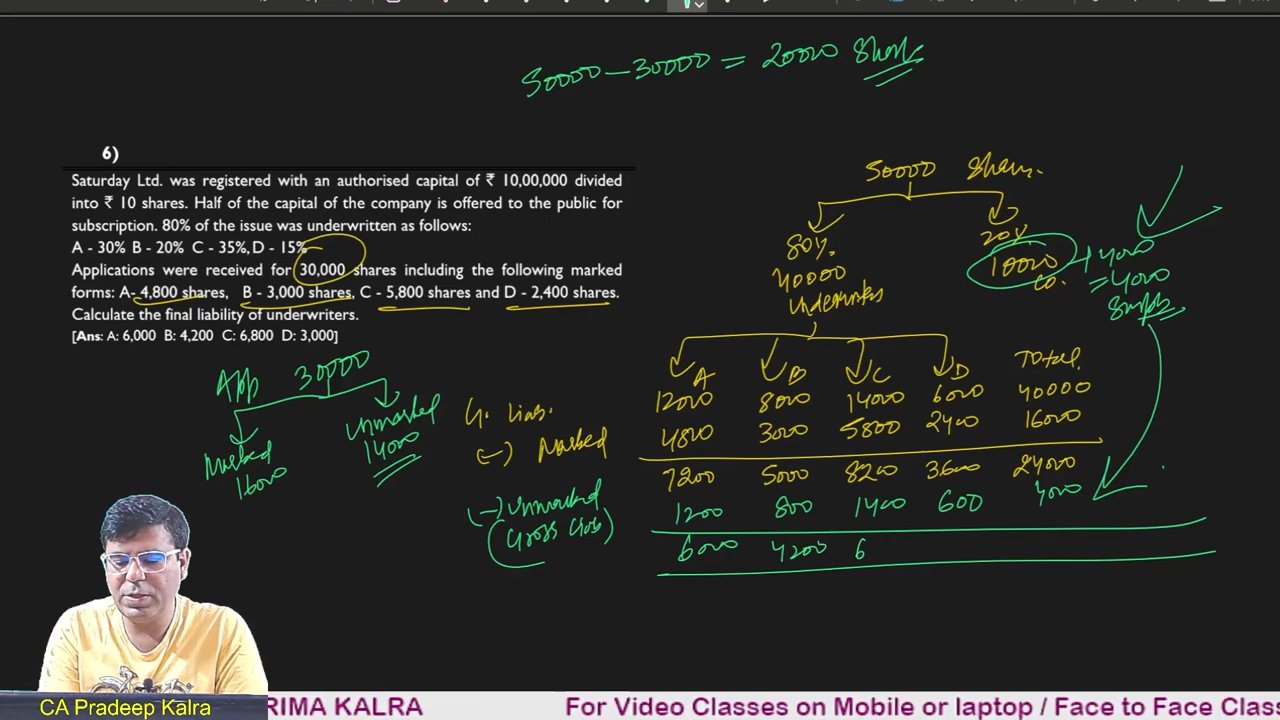 50000 - 30000 = 20000 Shares
6)
Saturday Ltd. was registered with an authorised capital of ₹ 10,00,000 divided
into ₹ 10 shares. Half of the capital of the company is offered to the public for
subscription. 80% of the issue was underwritten as follows:
A - 30% B - 20% C - 35%, D - 15%
Applications were received for 30,000 shares including the following marked
forms: A- 4,800 shares, B - 3,000 shares, C - 5,800 shares and D - 2,400 shares.
Calculate the final liability of underwriters.
[Ans: A: 6,000 B: 4,200 C: 6,800 D: 3,000]
50000 Shares.
80%. 20%
40000 10000 + 4000
Underwriters Co. = 4000
Surplus
App 30000
Marked 16000
Unmarked 14000
A B C D Total
G. Liab. 12000 8000 14000 6000 40000
(-) Marked 4800 3000 5800 2400 16000
7200 5000 8200 3600 24000
(-) Unmarked 1200 800 1400 600 4000
(Gross Liab)
6000 4200 6
CA Pradeep Kalra
RIMA KALRA For Video Classes on Mobile or laptop / Face to Face Class